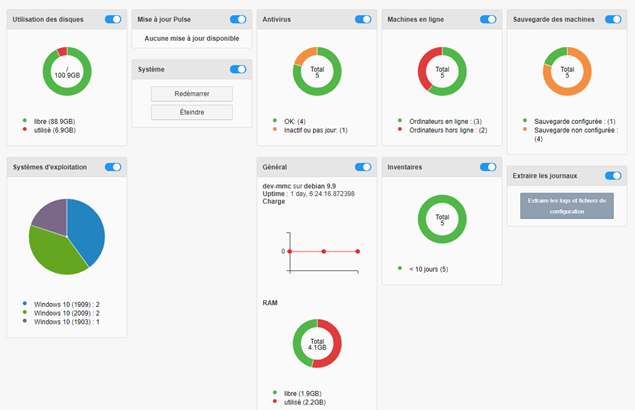 Utilisation des disques
/
100.9GB
libre (88.9GB)
utilisé (6.9GB)
Mise à jour Pulse
Aucune mise à jour disponible
Système
Redémarrer
Éteindre
Antivirus
Total
5
OK: (4)
Inactif ou pas jour: (1)
Machines en ligne
Total
5
Ordinateurs en ligne : (3)
Ordinateurs hors ligne : (2)
Sauvegarde des machines
Total
5
Sauvegarde configurée : (1)
Sauvegarde non configurée :
(4)
Systèmes d'exploitation
Windows 10 (1909) : 2
Windows 10 (2009) : 2
Windows 10 (1903) : 1
Général
dev-mmc sur debian 9.9
Uptime : 1 day, 6:24:16.872398
Charge
0
RAM
Total
4.1GB
libre (1.9GB)
utilisé (2.2GB)
Inventaires
Total
5
< 10 jours (5)
Extraire les journaux
Extraire les logs et fichiers de
configuration